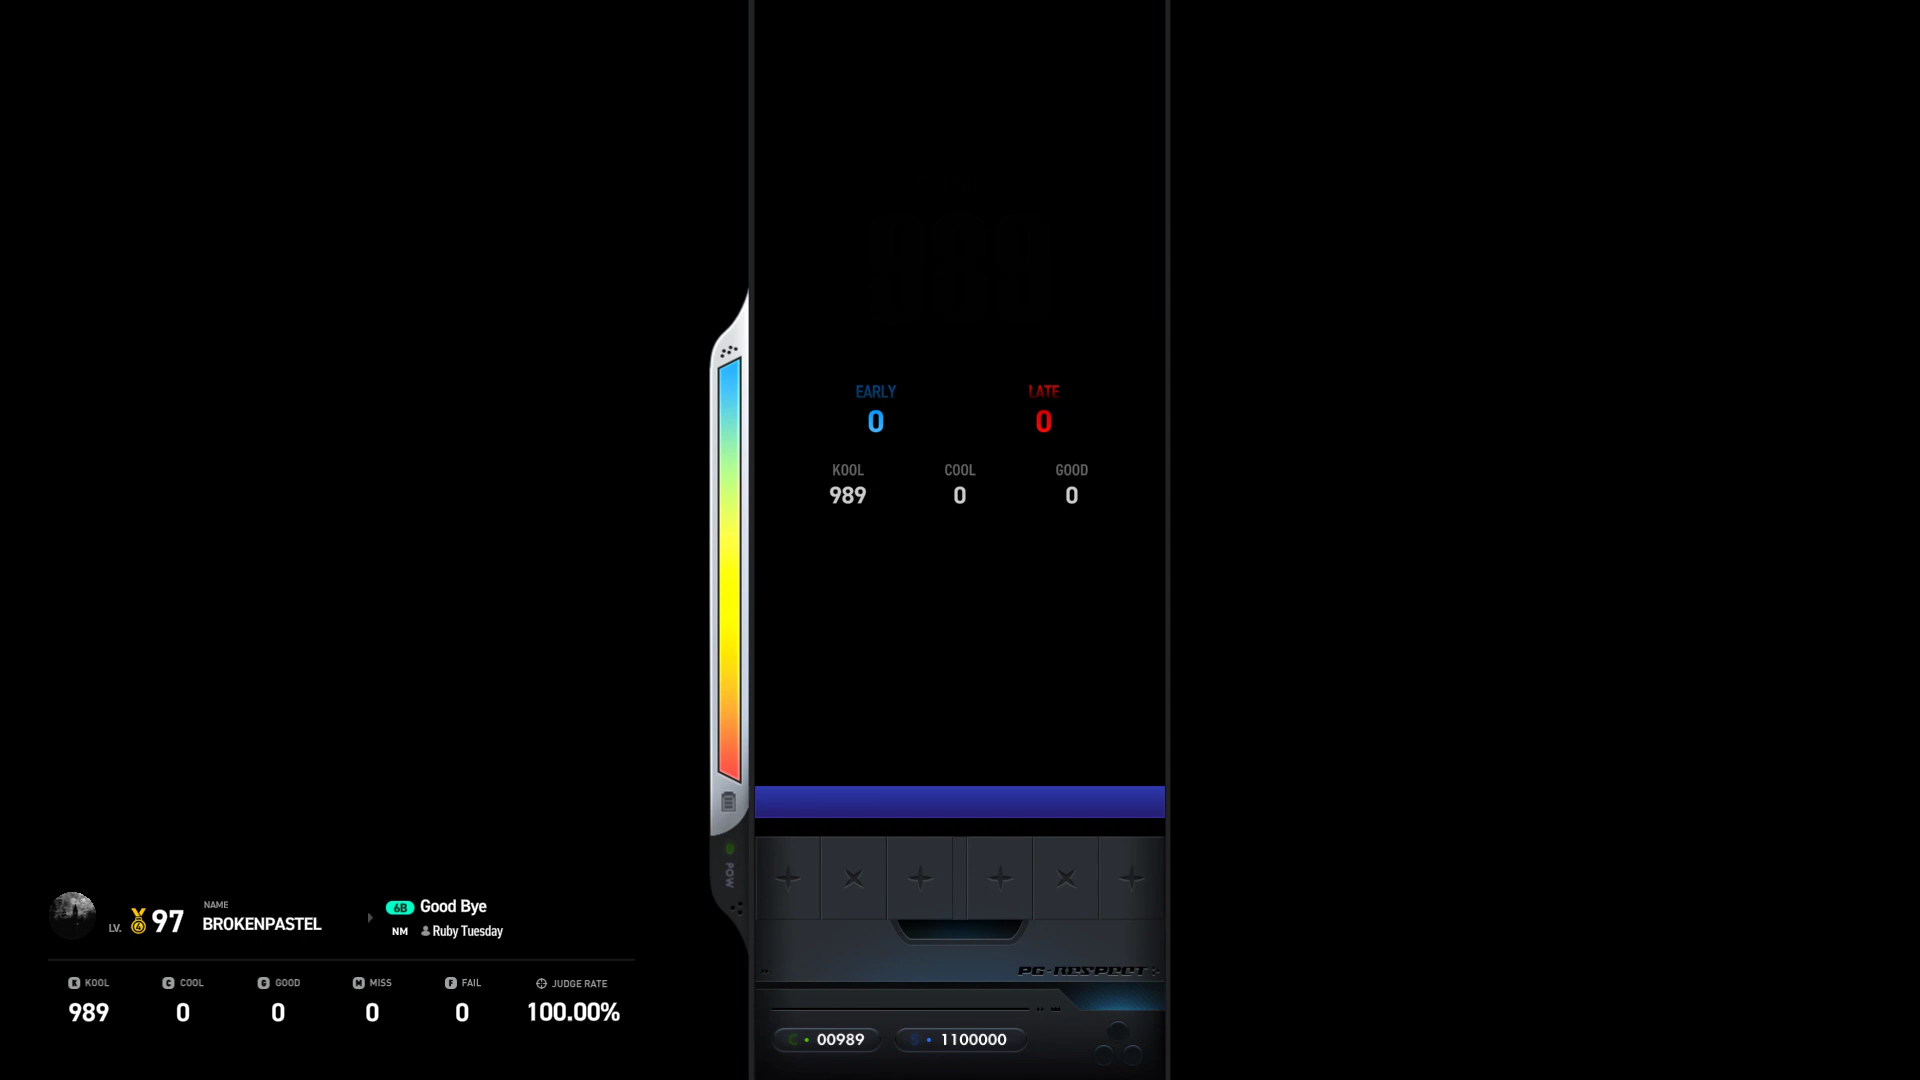 EARLY LATE
0 0
KOOL COOL GOOD
989 0 0
POW
LV. 97 NAME BROKENPASTEL
6B Good Bye
NM Ruby Tuesday
K KOOL C COOL G GOOD M MISS F FAIL JUDGE RATE
989 0 0 0 0 100.00%
PG-RESPECT
C 00989 S 1100000